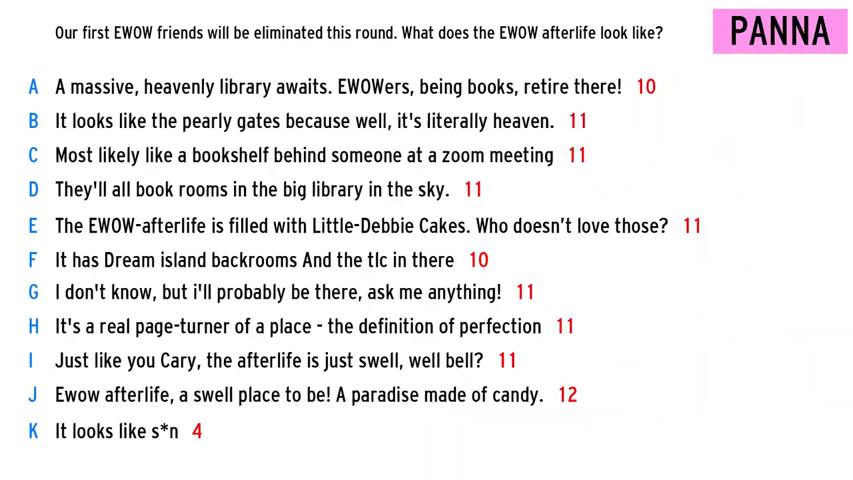 Our first EWOW friends will be eliminated this round. What does the EWOW afterlife look like?
PANNA
A A massive, heavenly library awaits. EWOWers, being books, retire there! 10
B It looks like the pearly gates because well, it's literally heaven. 11
C Most likely like a bookshelf behind someone at a zoom meeting 11
D They'll all book rooms in the big library in the sky. 11
E The EWOW-afterlife is filled with Little-Debbie Cakes. Who doesn’t love those? 11
F It has Dream island backrooms And the tlc in there 10
G I don't know, but i'll probably be there, ask me anything! 11
H It's a real page-turner of a place - the definition of perfection 11
I Just like you Cary, the afterlife is just swell, well bell? 11
J Ewow afterlife, a swell place to be! A paradise made of candy. 12
K It looks like s*n 4